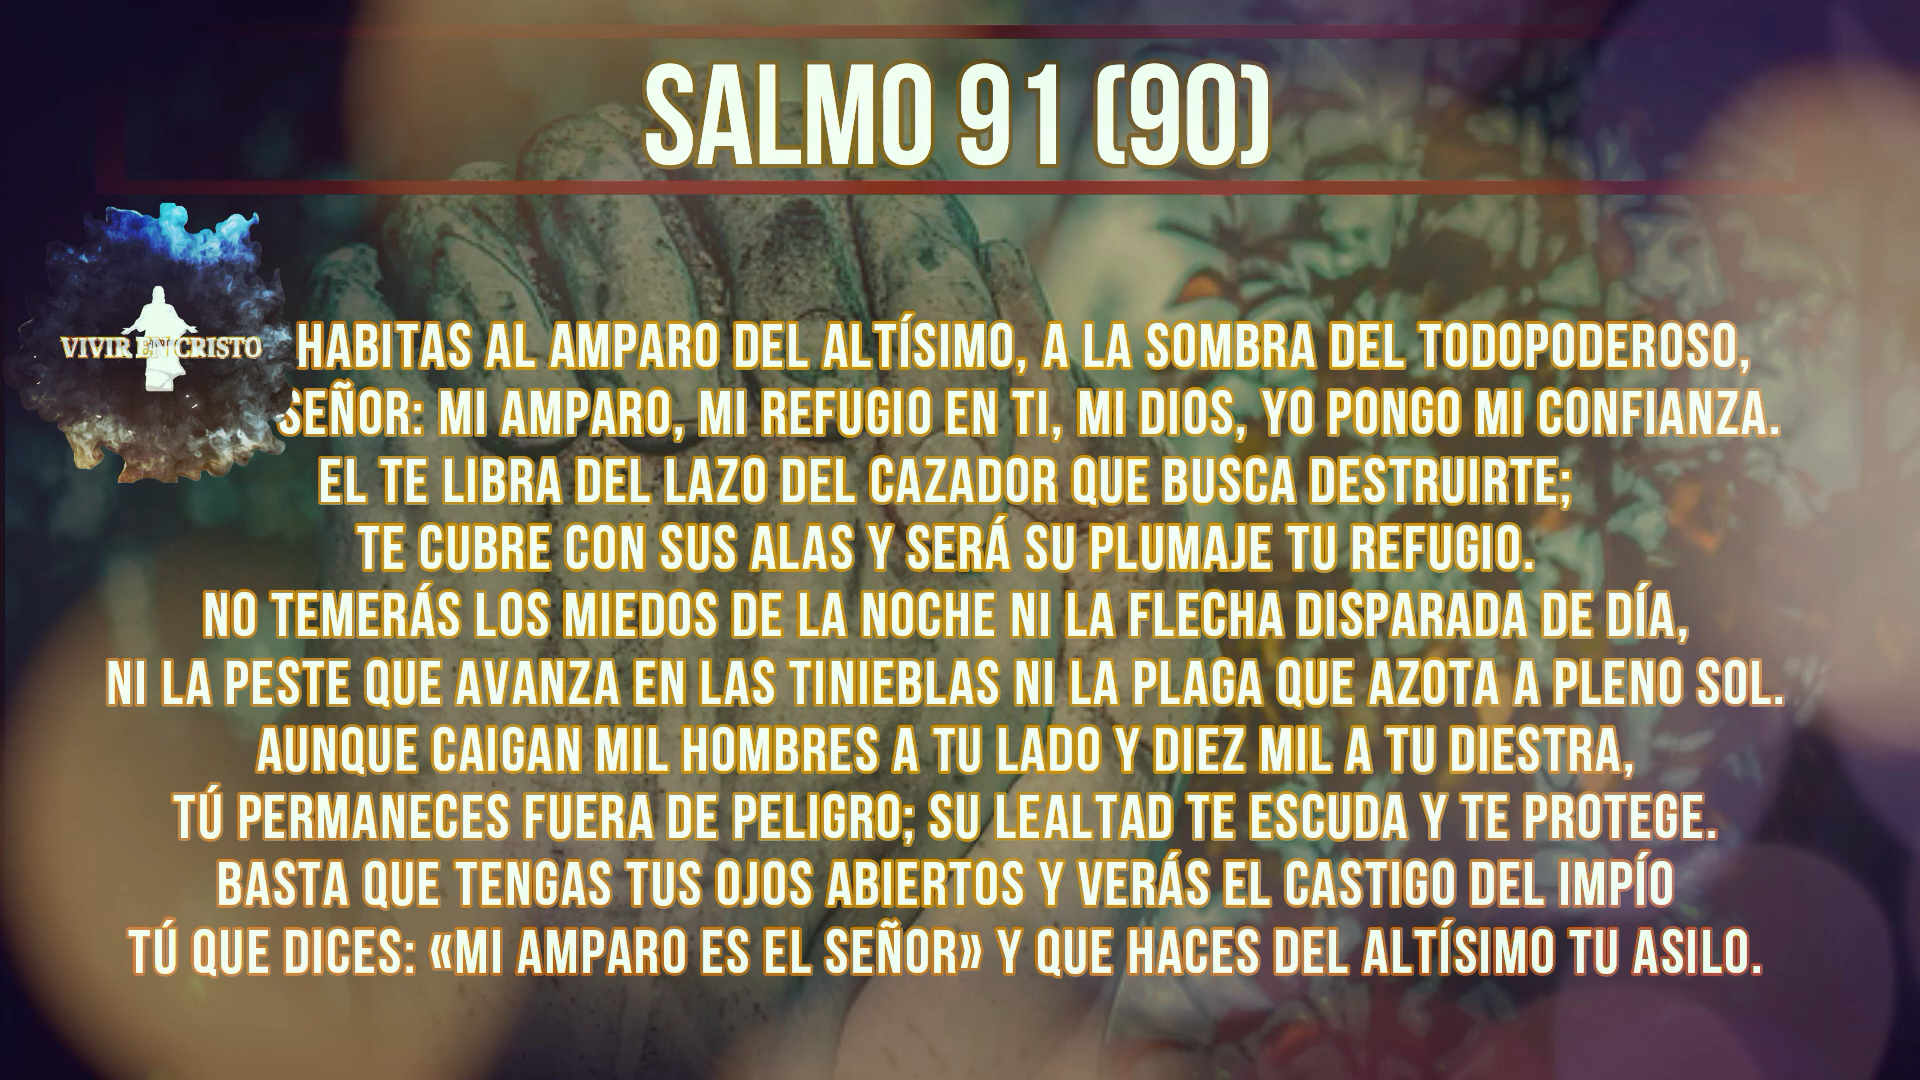 SALMO 91 (90)
VIVIR EN CRISTO
HABITAS AL AMPARO DEL ALTÍSIMO, A LA SOMBRA DEL TODOPODEROSO,
SEÑOR: MI AMPARO, MI REFUGIO EN TI, MI DIOS, YO PONGO MI CONFIANZA.
EL TE LIBRA DEL LAZO DEL CAZADOR QUE BUSCA DESTRUIRTE;
TE CUBRE CON SUS ALAS Y SERÁ SU PLUMAJE TU REFUGIO.
NO TEMERÁS LOS MIEDOS DE LA NOCHE NI LA FLECHA DISPARADA DE DÍA,
NI LA PESTE QUE AVANZA EN LAS TINIEBLAS NI LA PLAGA QUE AZOTA A PLENO SOL.
AUNQUE CAIGAN MIL HOMBRES A TU LADO Y DIEZ MIL A TU DIESTRA,
TÚ PERMANECES FUERA DE PELIGRO; SU LEALTAD TE ESCUDA Y TE PROTEGE.
BASTA QUE TENGAS TUS OJOS ABIERTOS Y VERÁS EL CASTIGO DEL IMPÍO
TÚ QUE DICES: «MI AMPARO ES EL SEÑOR» Y QUE HACES DEL ALTÍSIMO TU ASILO.